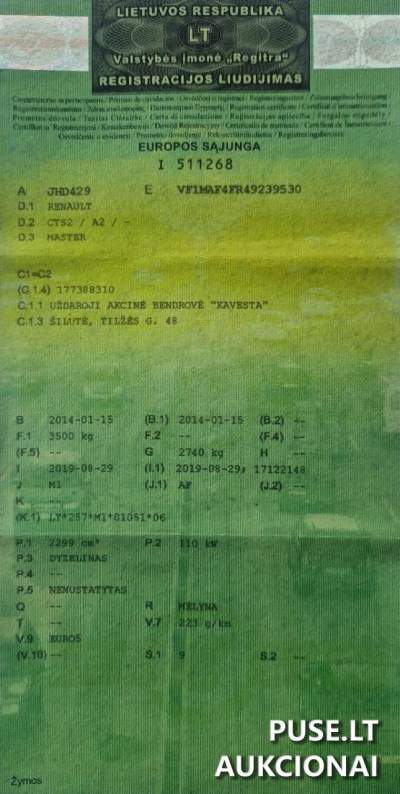 LIETUVOS RESPUBLIKA
LT
Valstybės įmonė „Regitra“
REGISTRACIJOS LIUDIJIMAS
EUROPOS SĄJUNGA
I 511268
A JHD429 E VF1MAF4FR49239530
D.1 RENAULT
D.2 CTS2 / A2 / -
D.3 MASTER
C1=C2
(C.1.4) 177388310
C.1.1 UŽDAROJI AKCINĖ BENDROVĖ "KAVESTA"
C.1.3 ŠILUTĖ, TILŽĖS G. 48
B 2014-01-15 (B.1) 2014-01-15 (B.2) --
F.1 3500 kg F.2 -- (F.4) --
(F.5) -- G 2740 kg H --
I 2019-08-29 (I.1) 2019-08-29, 17122148
J M1 (J.1) AF (J.2) --
K --
(K.1) LT*257*M1*01051*06
P.1 2299 cm³ P.2 110 kW
P.3 DYZELINAS
P.4 --
P.5 NENUSTATYTAS
Q -- R MĖLYNA
T -- V.7 223 g/km
V.9 EURO5
(V.10) -- S.1 9 S.2 --
Žymos
PUSE.LT
AUKCIONAI